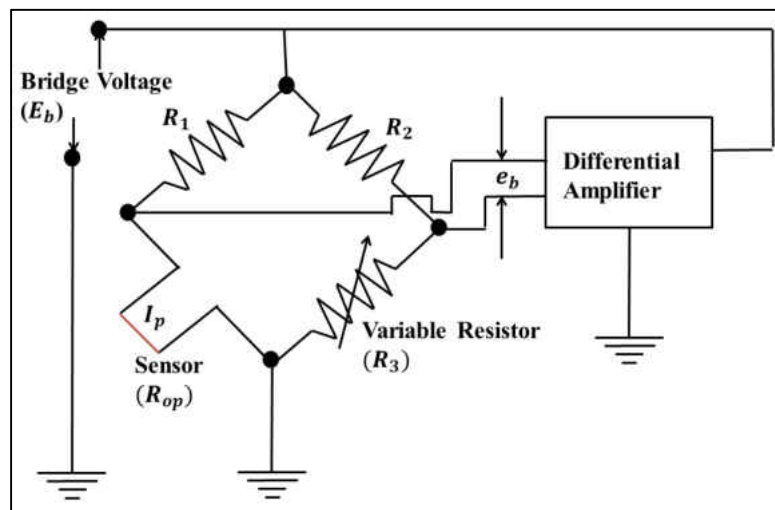 Bridge Voltage
(E_b)
R_1
R_2
e_b
Differential
Amplifier
I_p
Sensor
(R_op)
Variable Resistor
(R_3)